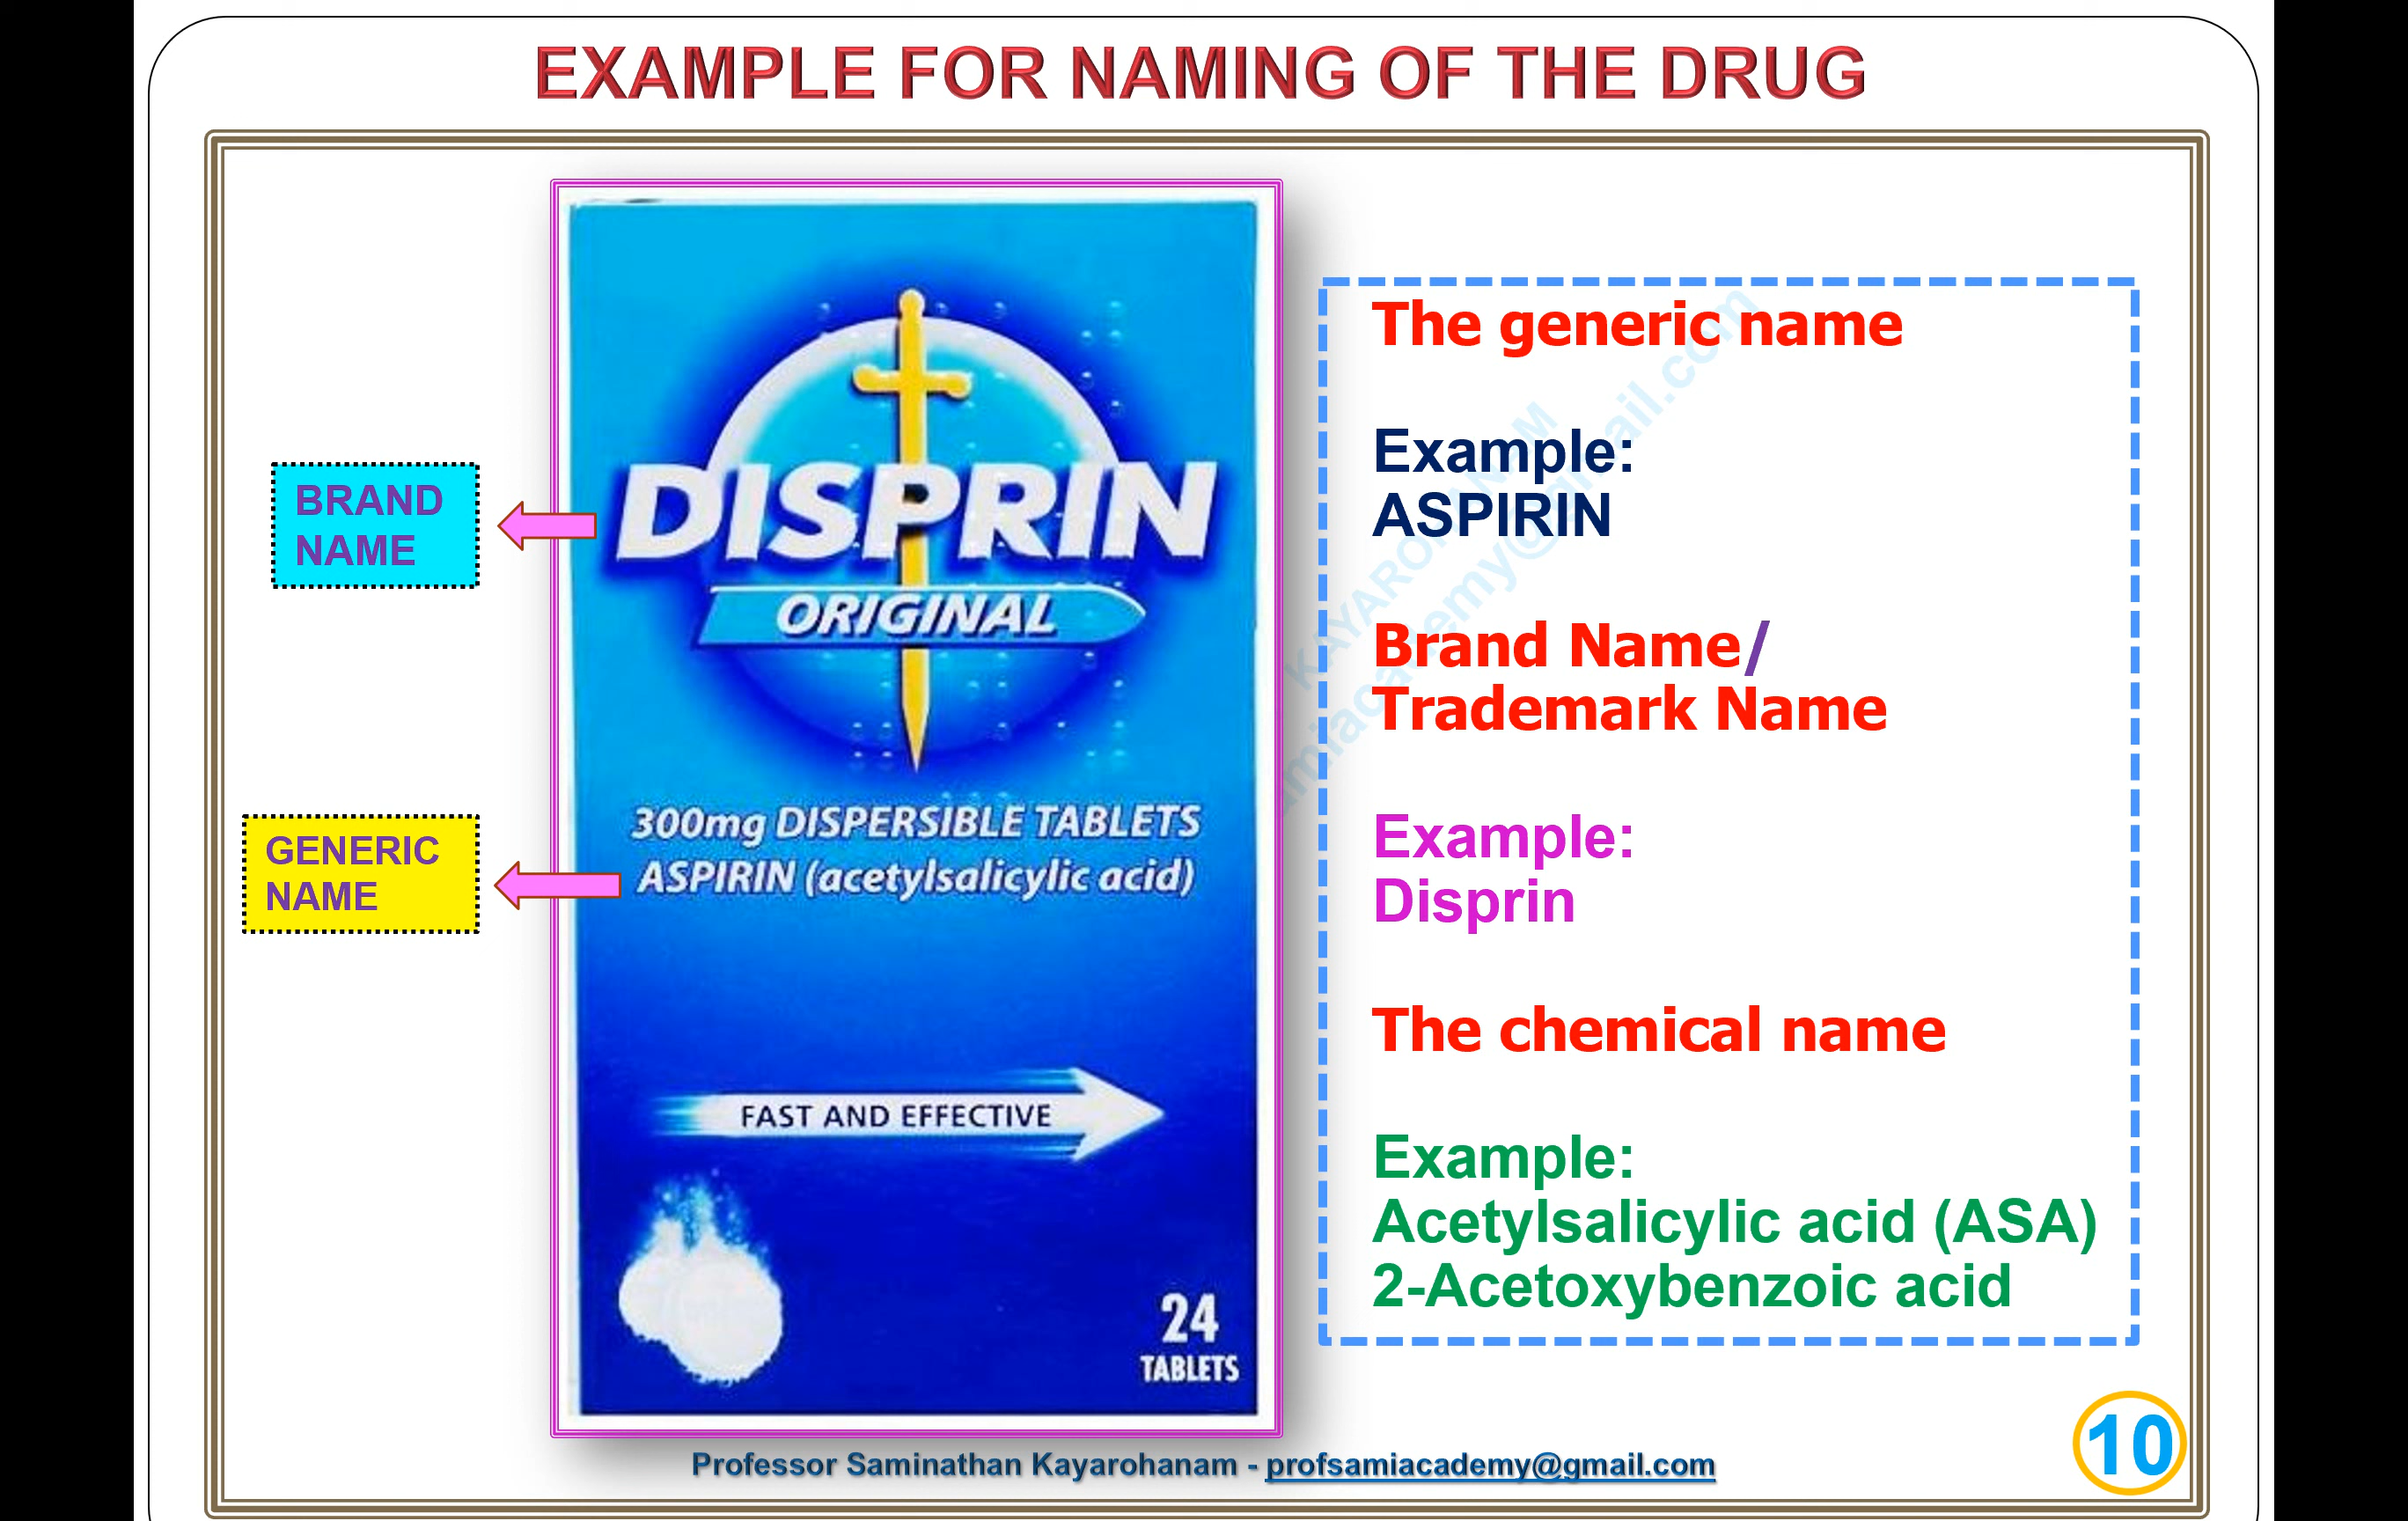 EXAMPLE FOR NAMING OF THE DRUG
BRAND
NAME
GENERIC
NAME
DISPRIN
ORIGINAL
300mg DISPERSIBLE TABLETS
ASPIRIN (acetylsalicylic acid)
FAST AND EFFECTIVE
24
TABLETS
The generic name
Example:
ASPIRIN
Brand Name/
Trademark Name
Example:
Disprin
The chemical name
Example:
Acetylsalicylic acid (ASA)
2-Acetoxybenzoic acid
Professor Saminathan Kayarohanam - profsamiacademy@gmail.com
10